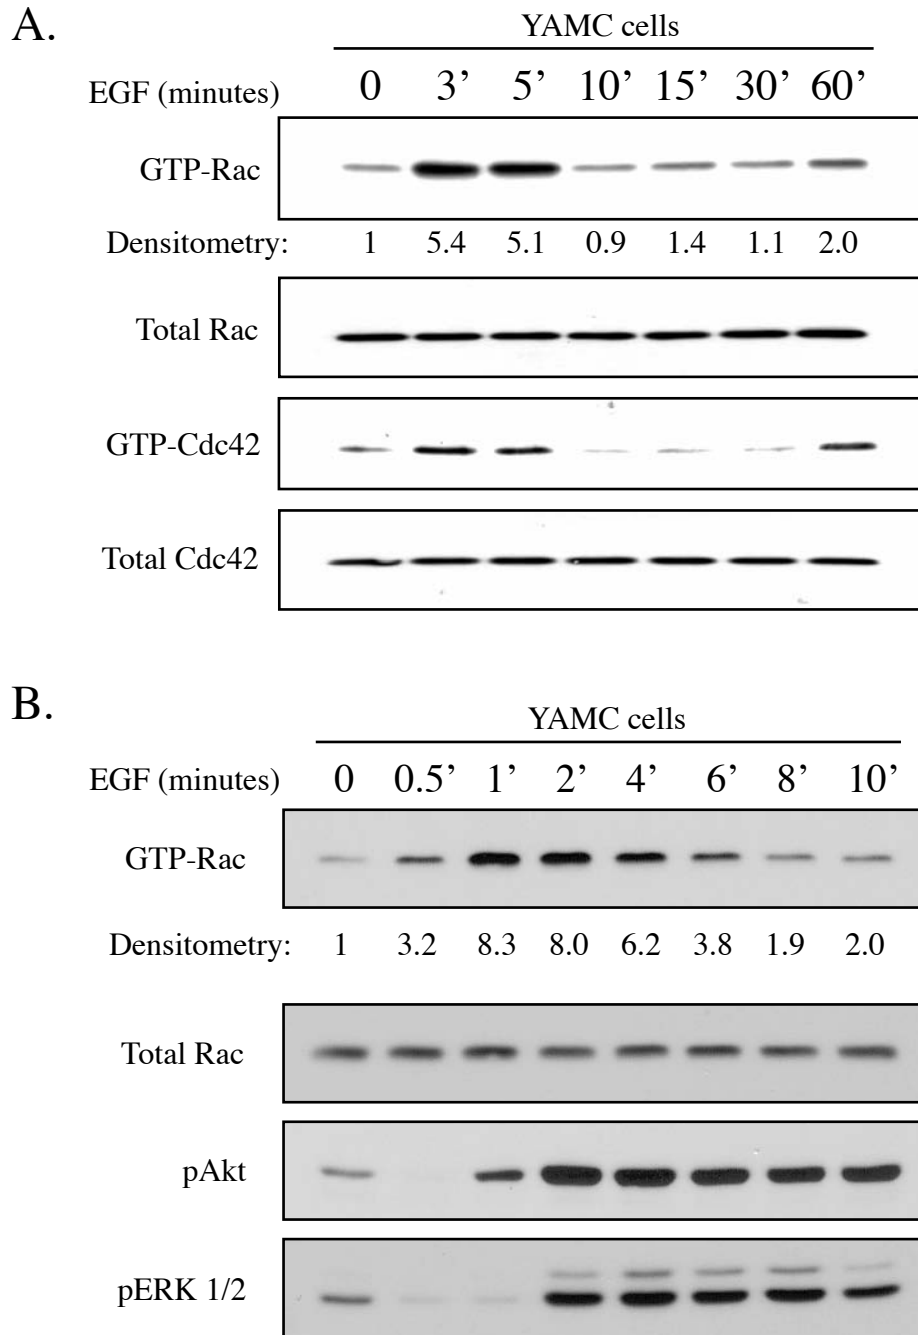 A.
YAMC cells
EGF (minutes) 0 3’ 5’ 10’ 15’ 30’ 60’
GTP-Rac
Densitometry: 1 5.4 5.1 0.9 1.4 1.1 2.0
Total Rac
GTP-Cdc42
Total Cdc42
B.
YAMC cells
EGF (minutes) 0 0.5’ 1’ 2’ 4’ 6’ 8’ 10’
GTP-Rac
Densitometry: 1 3.2 8.3 8.0 6.2 3.8 1.9 2.0
Total Rac
pAkt
pERK 1/2